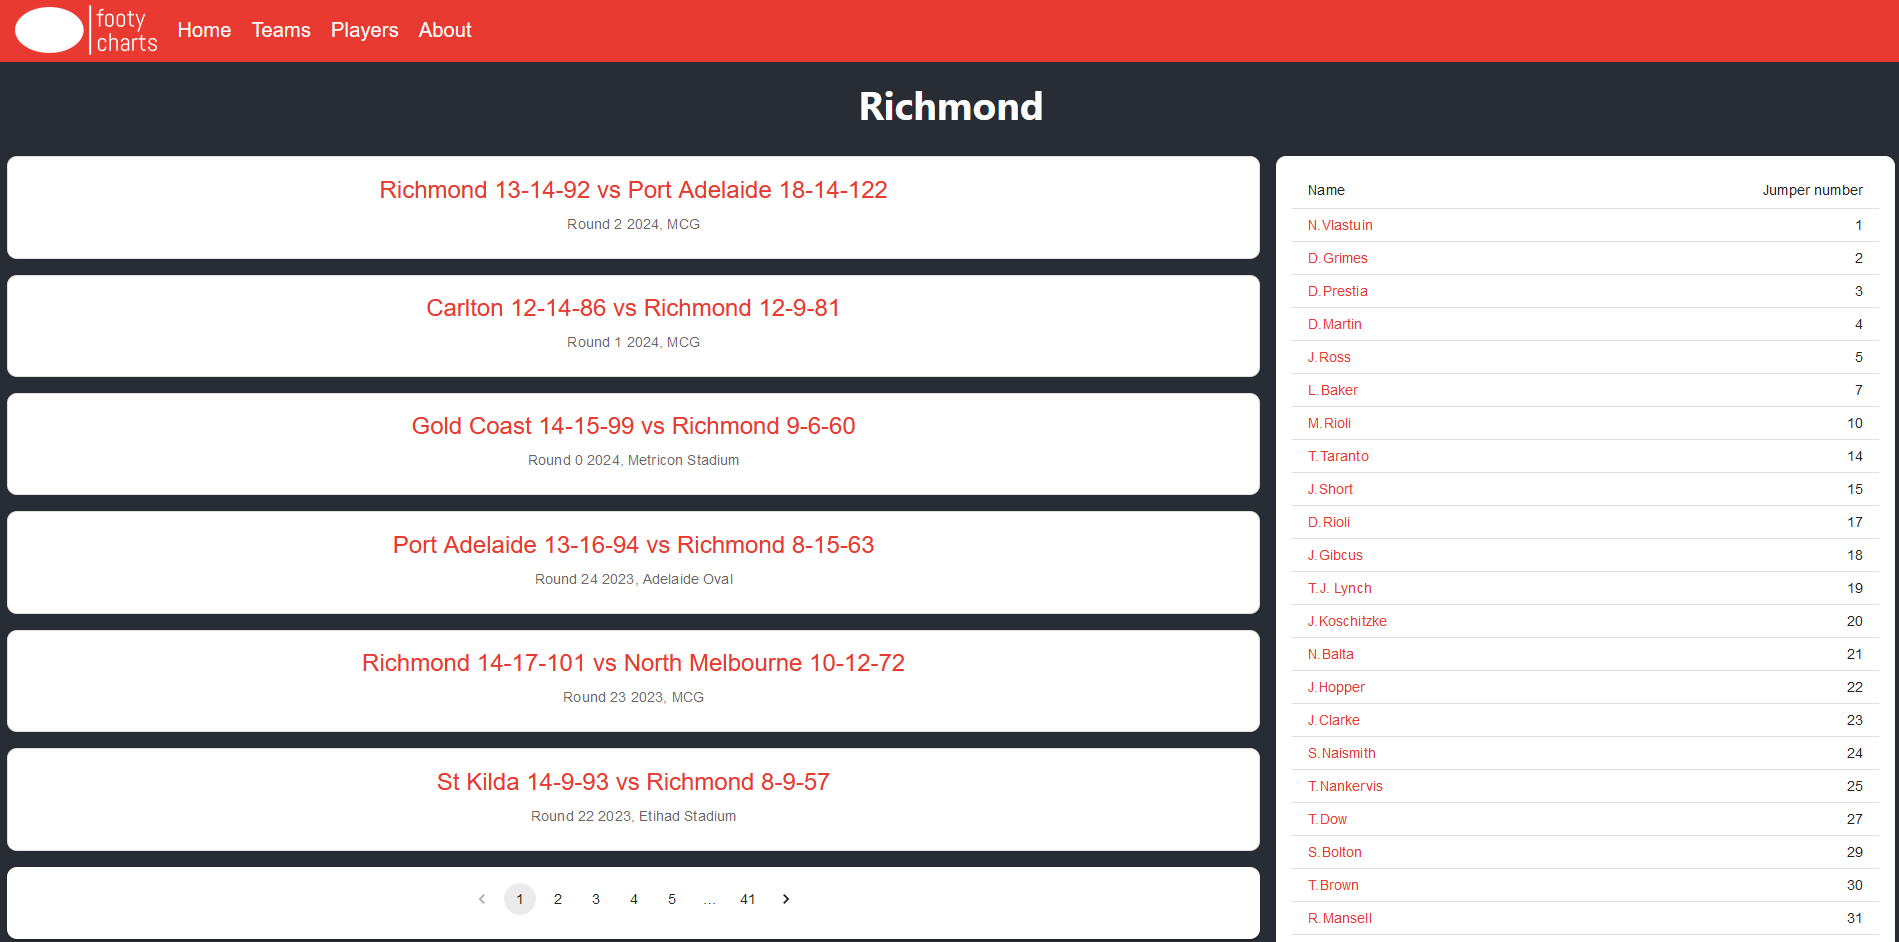 footy
charts
Home Teams Players About
Richmond
Richmond 13-14-92 vs Port Adelaide 18-14-122
Round 2 2024, MCG
Carlton 12-14-86 vs Richmond 12-9-81
Round 1 2024, MCG
Gold Coast 14-15-99 vs Richmond 9-6-60
Round 0 2024, Metricon Stadium
Port Adelaide 13-16-94 vs Richmond 8-15-63
Round 24 2023, Adelaide Oval
Richmond 14-17-101 vs North Melbourne 10-12-72
Round 23 2023, MCG
St Kilda 14-9-93 vs Richmond 8-9-57
Round 22 2023, Etihad Stadium
‹ 1 2 3 4 5 … 41 ›
Name Jumper number
N.Vlastuin 1
D.Grimes 2
D.Prestia 3
D.Martin 4
J.Ross 5
L.Baker 7
M.Rioli 10
T.Taranto 14
J.Short 15
D.Rioli 17
J.Gibcus 18
T.J. Lynch 19
J.Koschitzke 20
N.Balta 21
J.Hopper 22
J.Clarke 23
S.Naismith 24
T.Nankervis 25
T.Dow 27
S.Bolton 29
T.Brown 30
R.Mansell 31